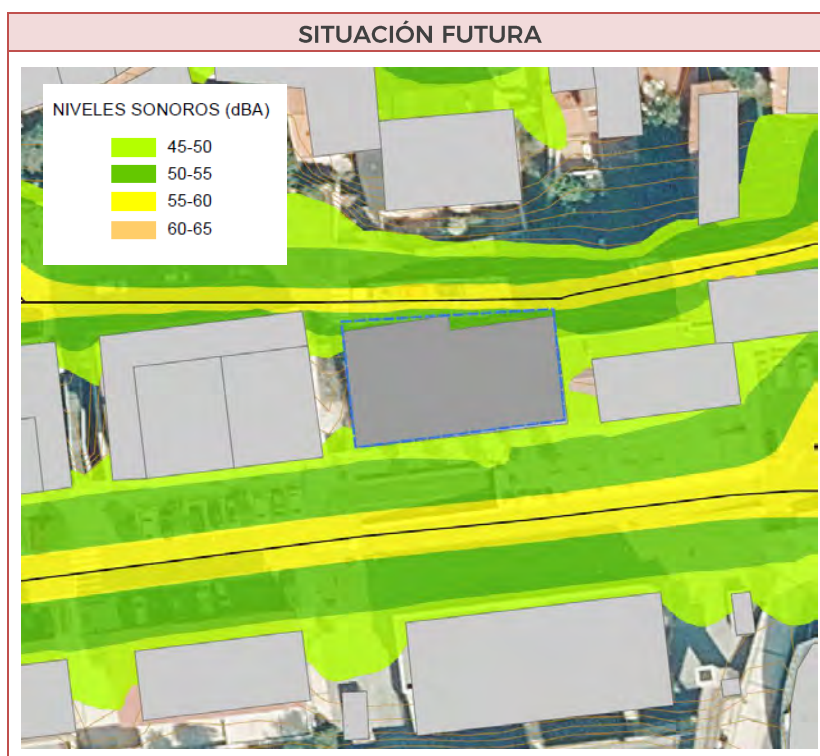 SITUACIÓN FUTURA
NIVELES SONOROS (dBA)
45-50
50-55
55-60
60-65